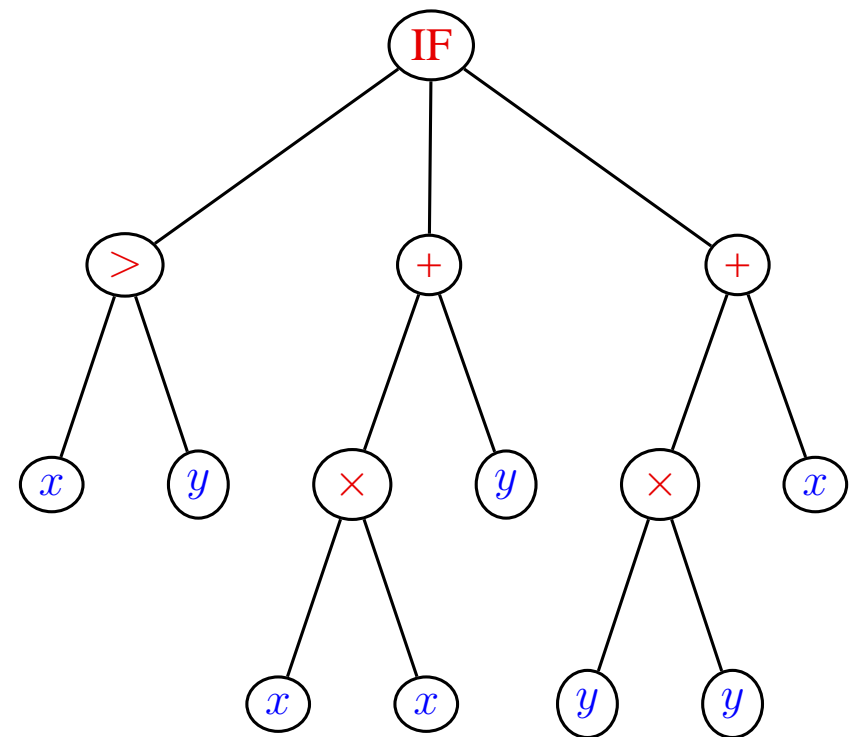 IF
> + +
x y × y × x
x x y y